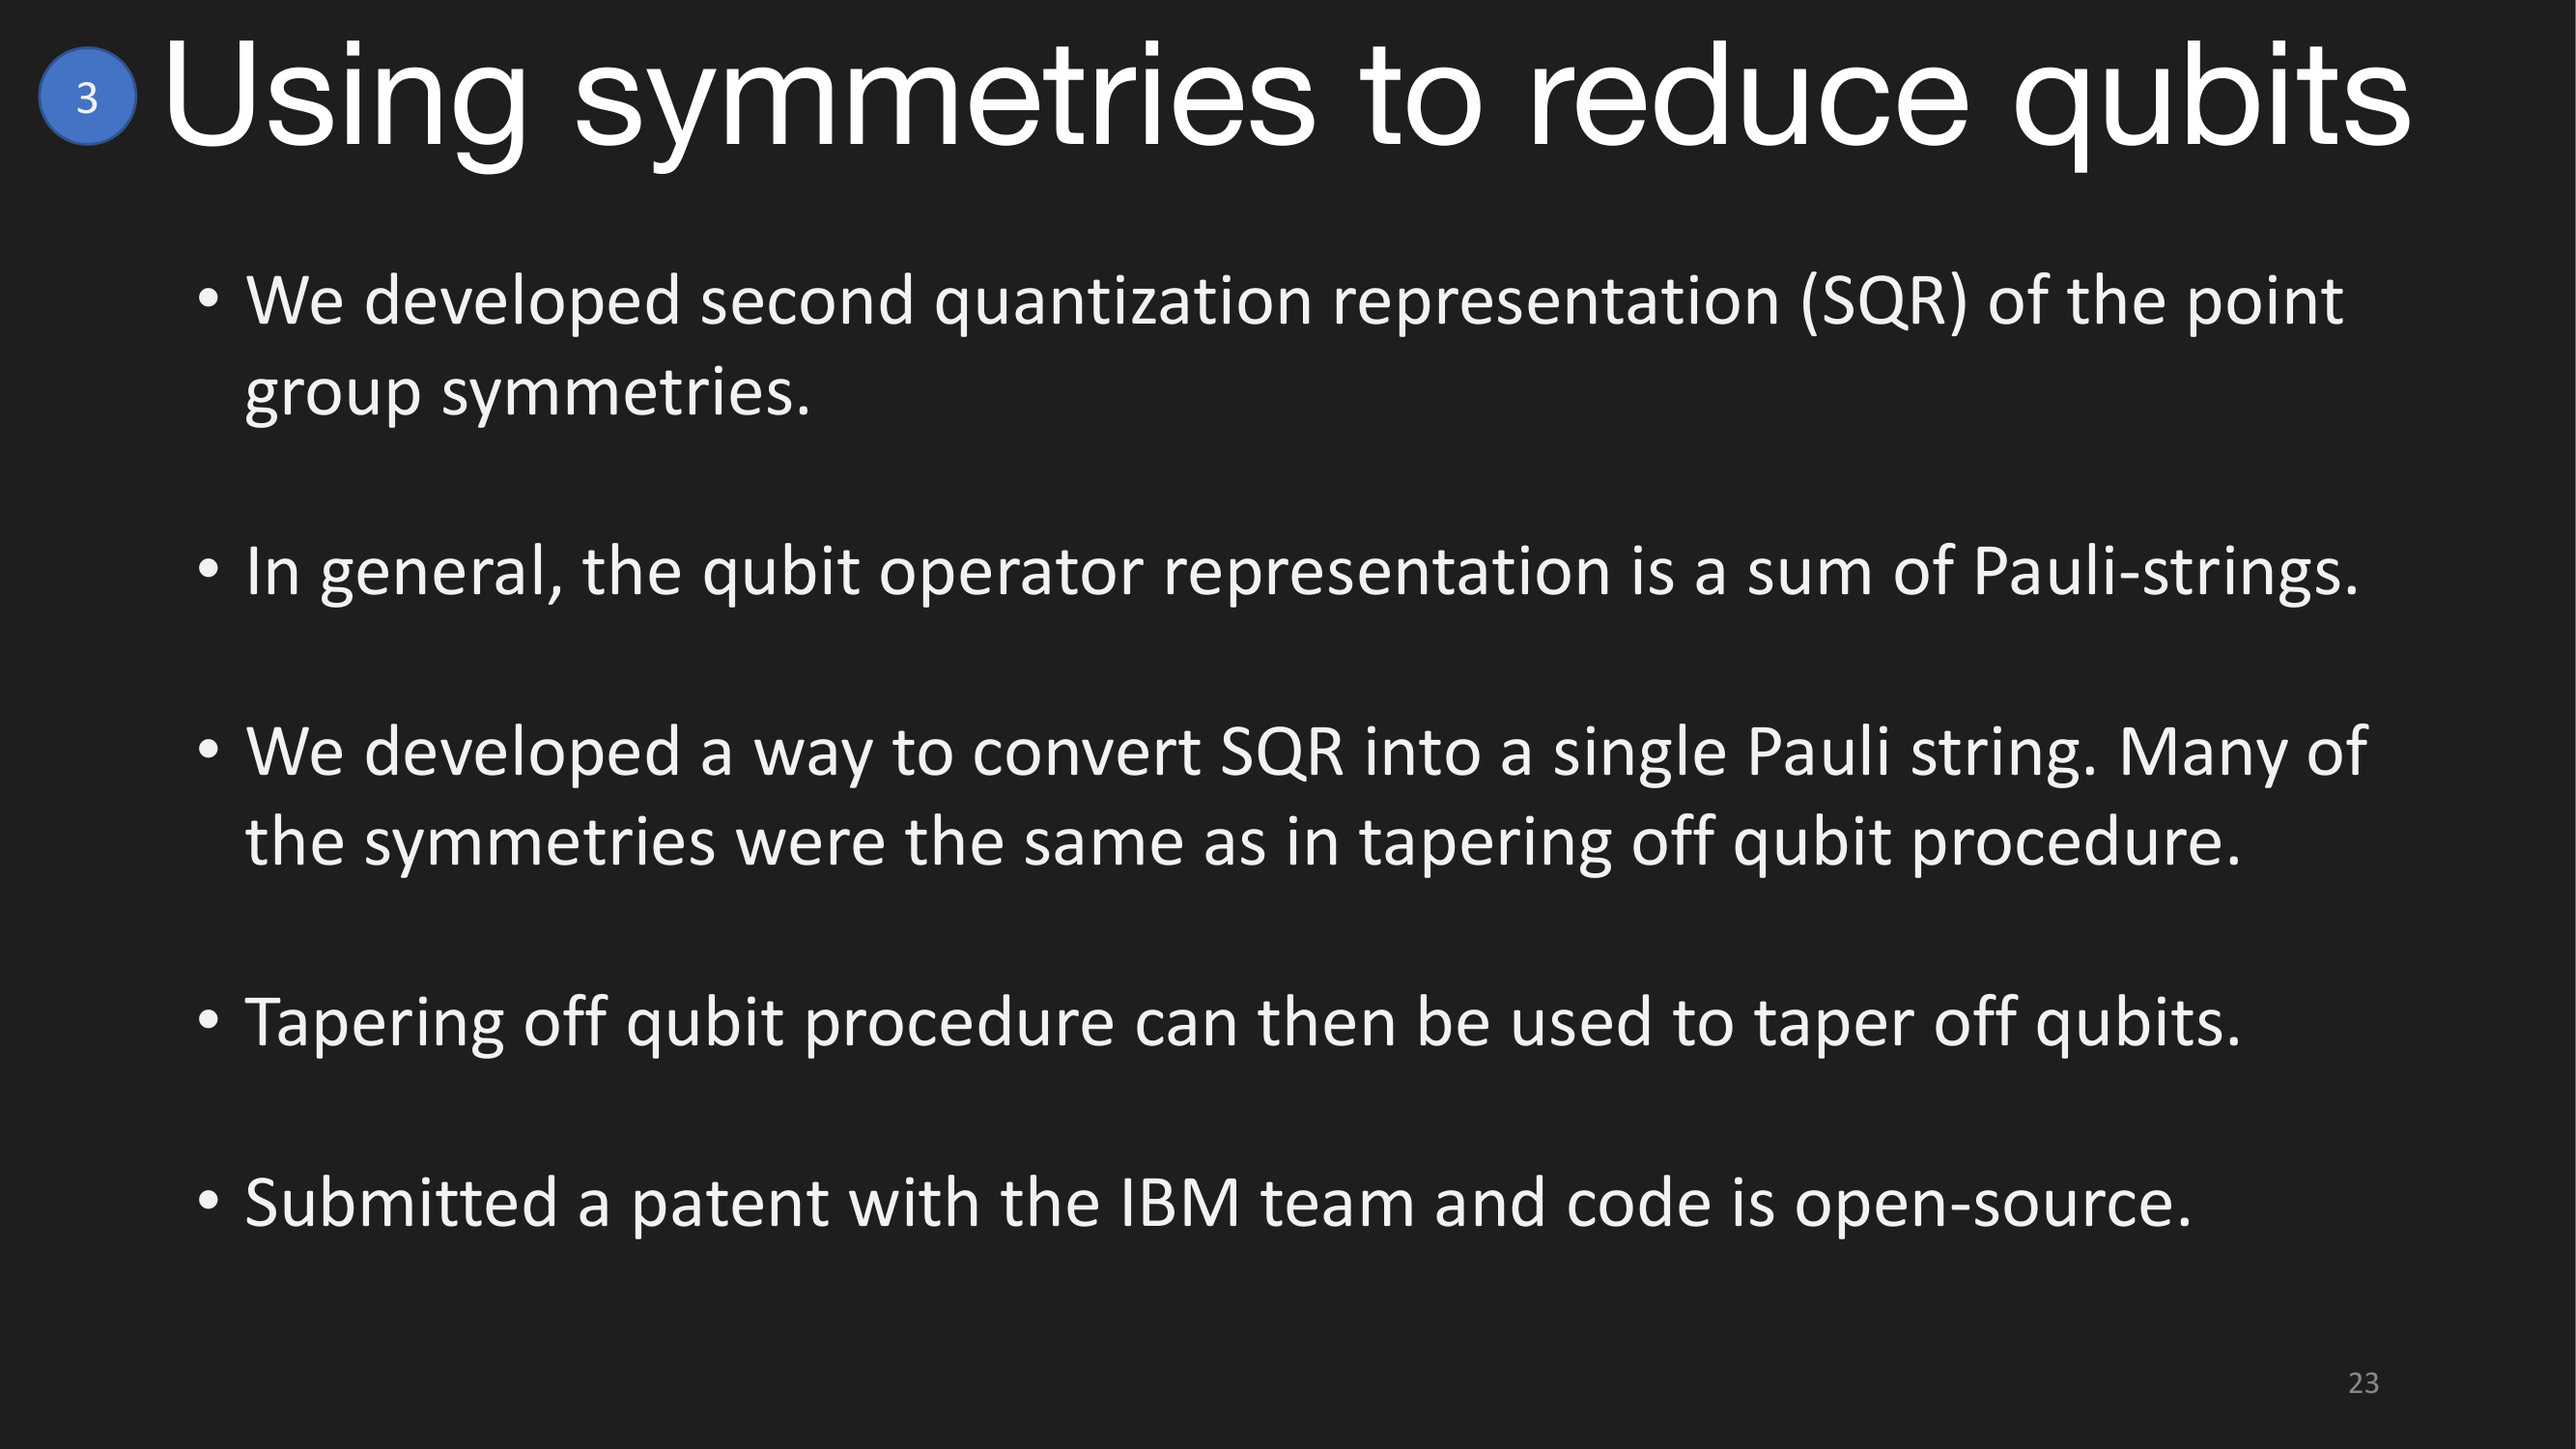 3
Using symmetries to reduce qubits
• We developed second quantization representation (SQR) of the point
group symmetries.
• In general, the qubit operator representation is a sum of Pauli-strings.
• We developed a way to convert SQR into a single Pauli string. Many of
the symmetries were the same as in tapering off qubit procedure.
• Tapering off qubit procedure can then be used to taper off qubits.
• Submitted a patent with the IBM team and code is open-source.
23